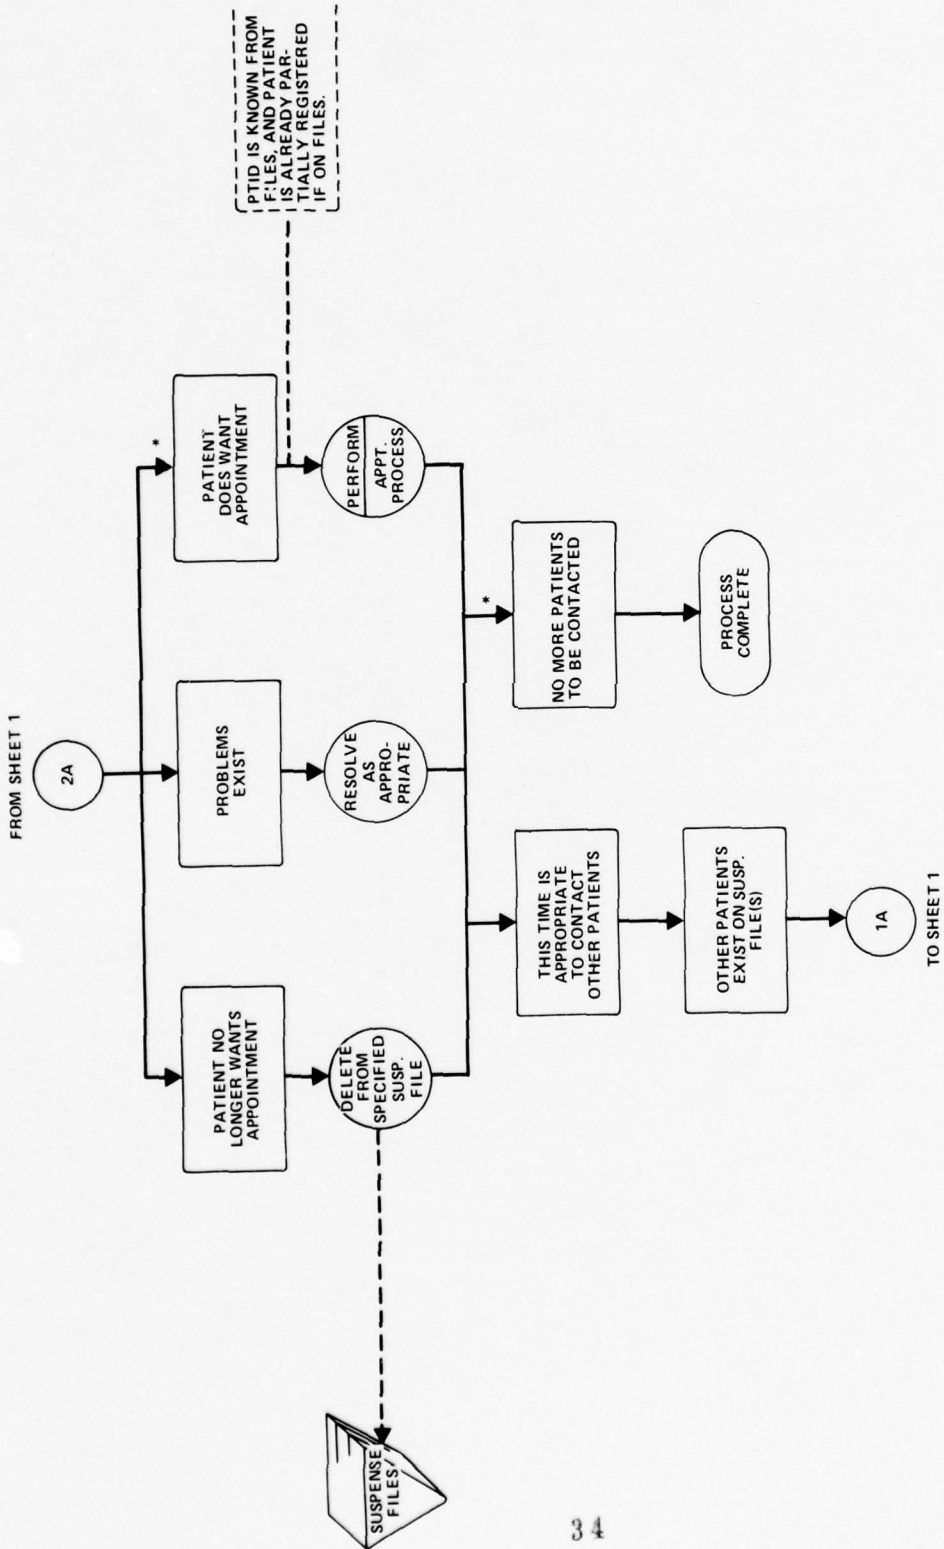 FROM SHEET 1
2A
PATIENT NO
LONGER WANTS
APPOINTMENT
PROBLEMS
EXIST
*
PATIENT
DOES WANT
APPOINTMENT
PTID IS KNOWN FROM
FILES, AND PATIENT
IS ALREADY PAR-
TIALLY REGISTERED
IF ON FILES.
SUSPENSE
FILES
DELETE
FROM
SPECIFIED
SUSP.
FILE
RESOLVE
AS
APPRO-
PRIATE
PERFORM
APPT.
PROCESS
THIS TIME IS
APPROPRIATE
TO CONTACT
OTHER PATIENTS
*
NO MORE PATIENTS
TO BE CONTACTED
OTHER PATIENTS
EXIST ON SUSP.
FILE(S)
PROCESS
COMPLETE
1A
TO SHEET 1
34